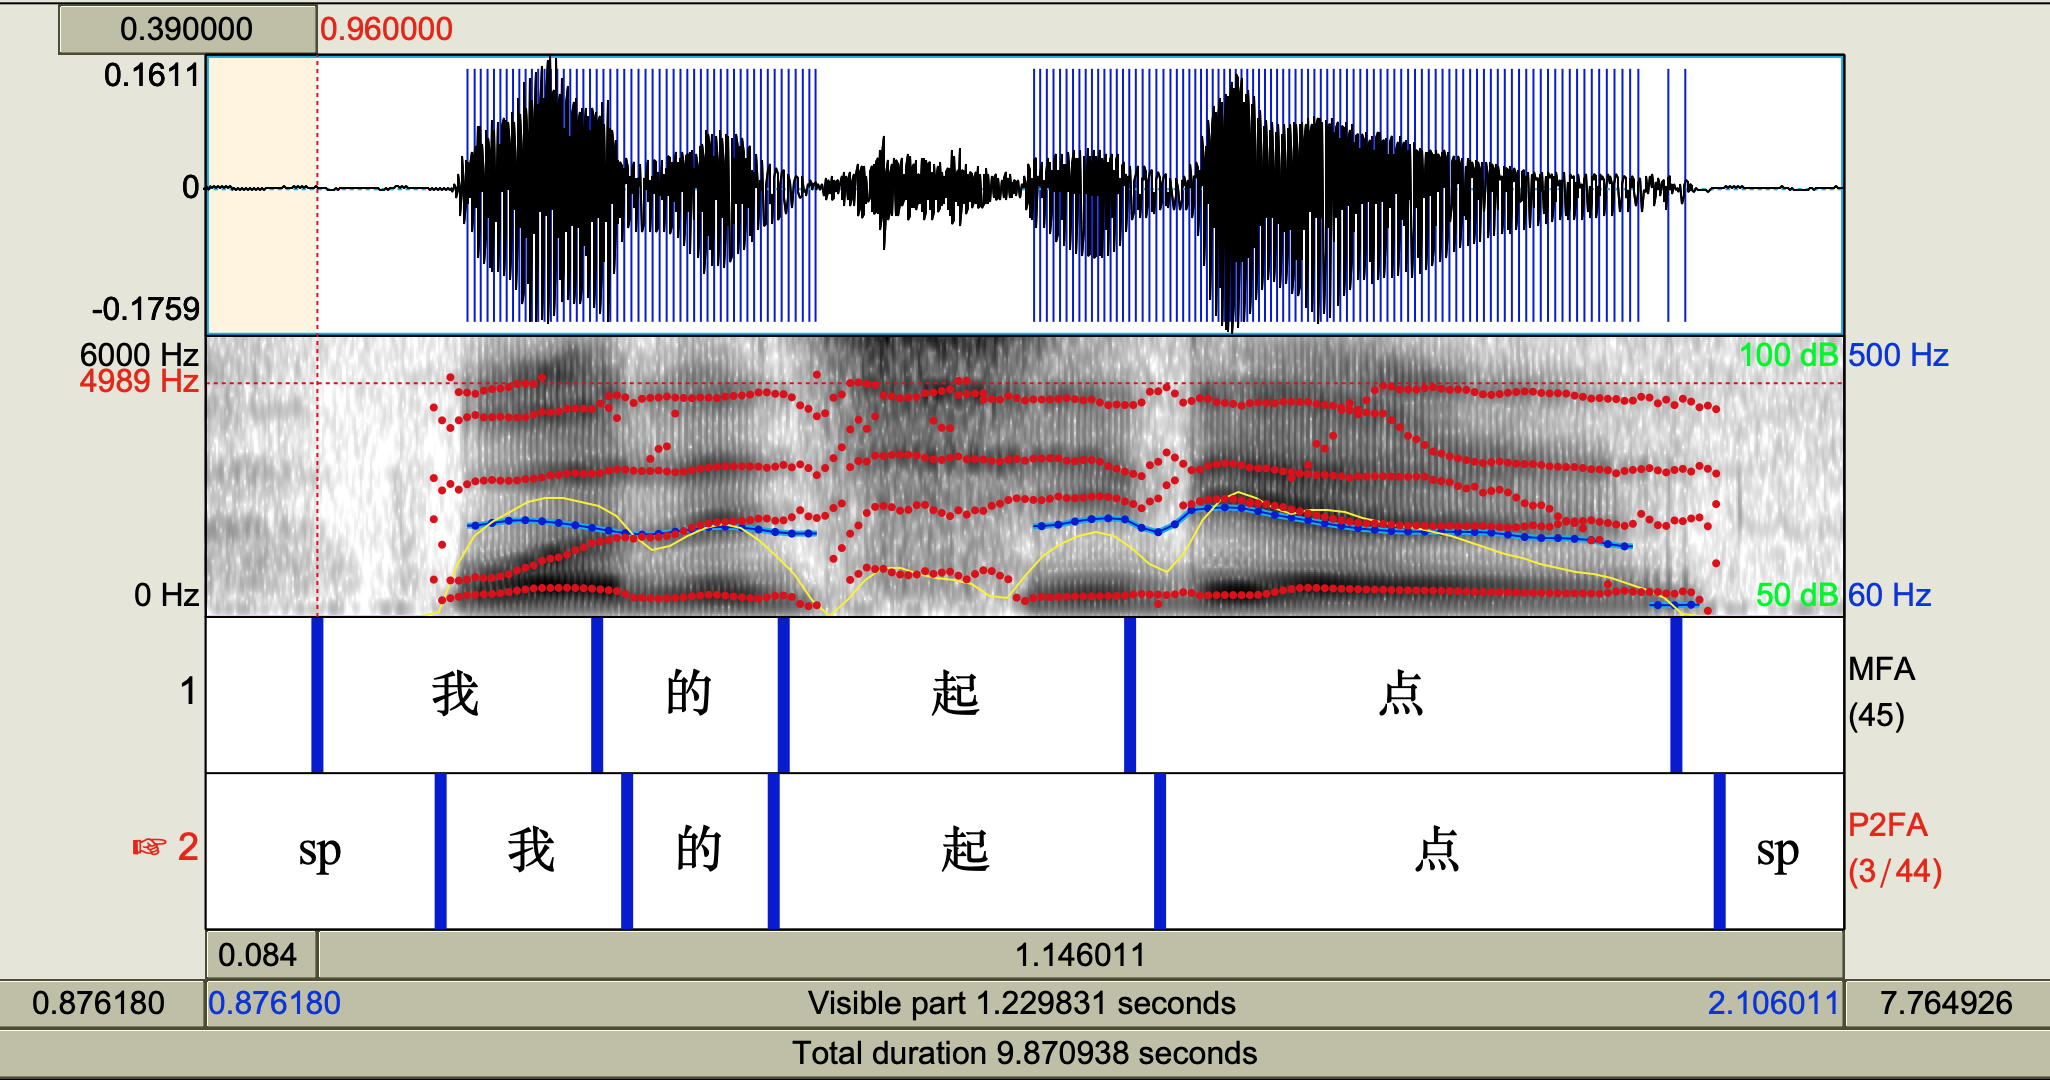 0.390000 0.960000
0.1611
0
-0.1759
6000 Hz 100 dB 500 Hz
4989 Hz
0 Hz 50 dB 60 Hz
1 我 的 起 点 MFA
(45)
☞ 2 sp 我 的 起 点 sp P2FA
(3/44)
0.084 1.146011
0.876180 0.876180 Visible part 1.229831 seconds 2.106011 7.764926
Total duration 9.870938 seconds